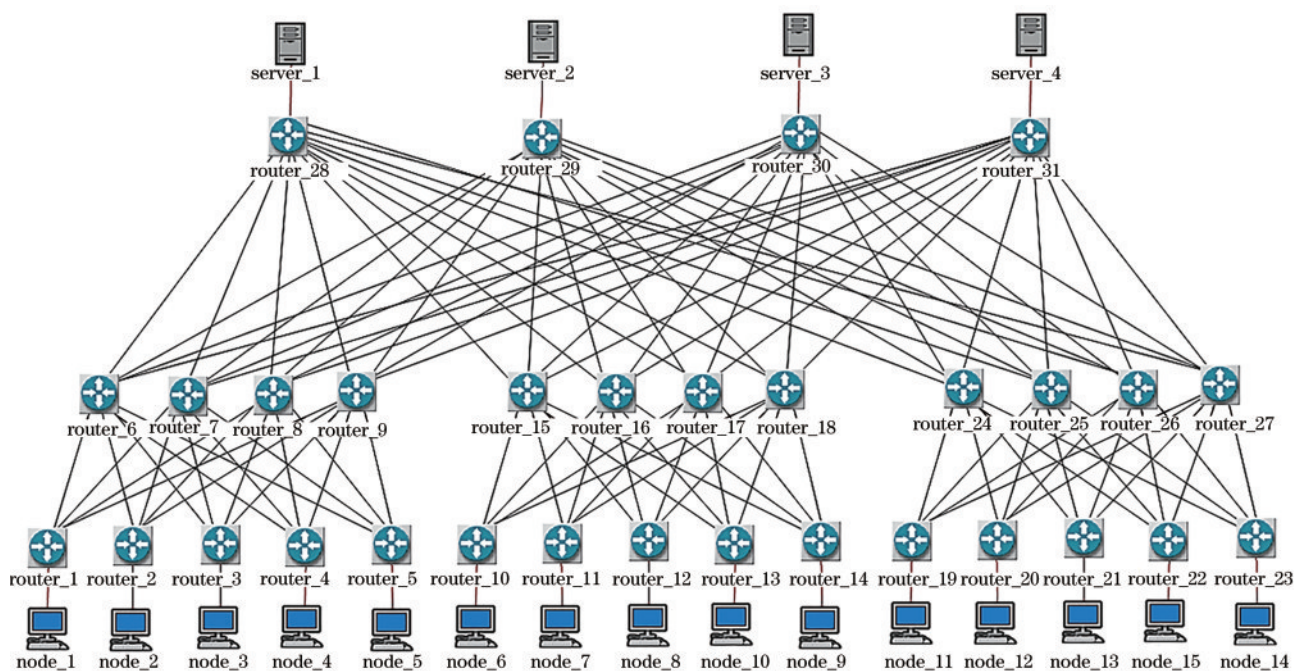 server_1 server_2 server_3 server_4
router_28 router_29 router_30 router_31
router_6 router_7 router_8 router_9 router_15 router_16 router_17 router_18 router_24 router_25 router_26 router_27
router_1 router_2 router_3 router_4 router_5 router_10 router_11 router_12 router_13 router_14 router_19 router_20 router_21 router_22 router_23
node_1 node_2 node_3 node_4 node_5 node_6 node_7 node_8 node_10 node_9 node_11 node_12 node_13 node_15 node_14